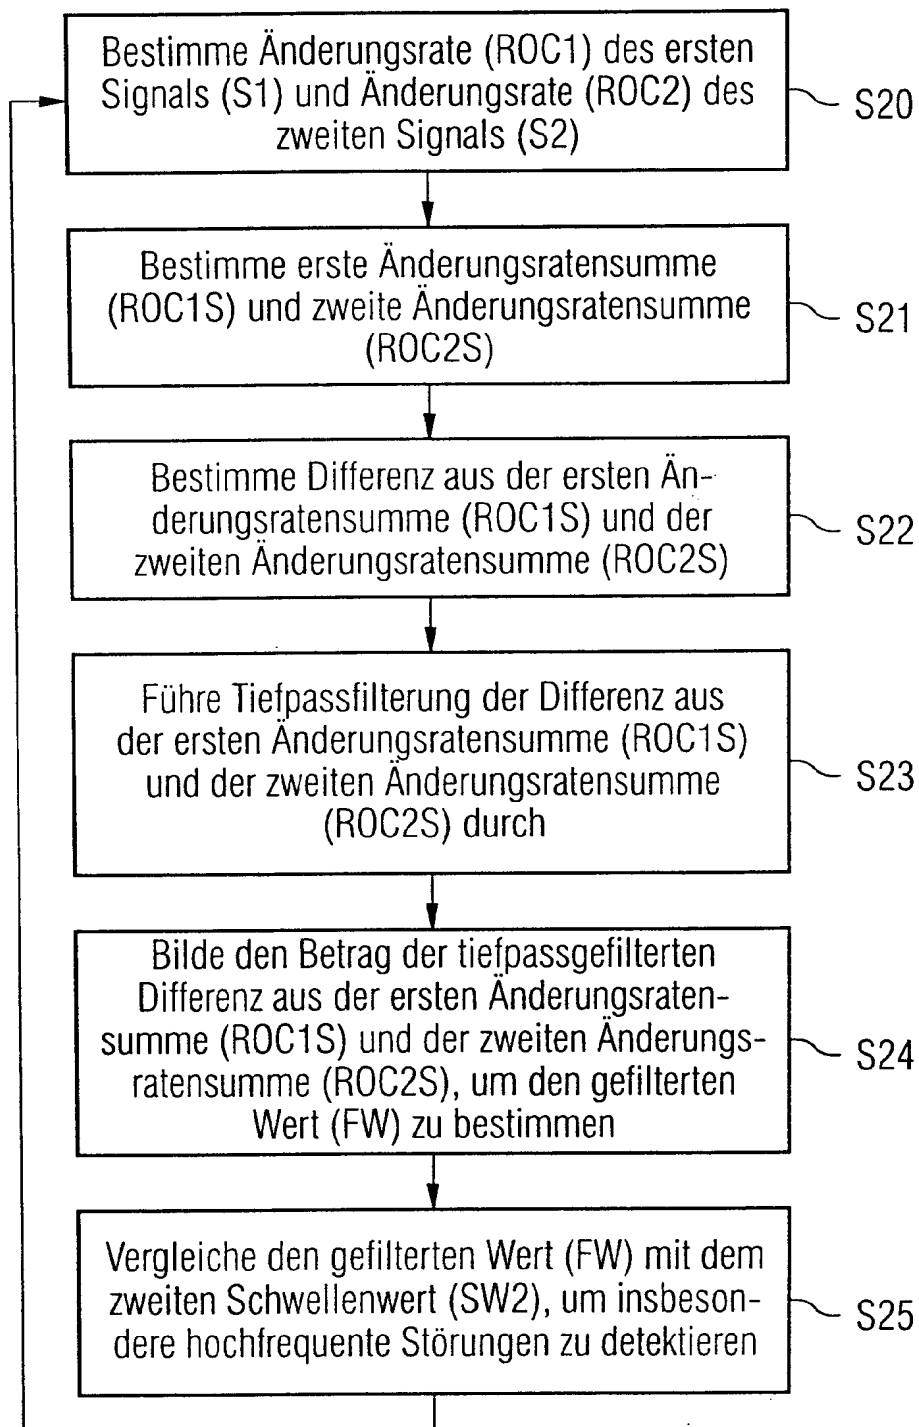 Bestimme Änderungsrate (ROC1) des ersten
Signals (S1) und Änderungsrate (ROC2) des
zweiten Signals (S2)
S20
Bestimme erste Änderungsratensumme
(ROC1S) und zweite Änderungsratensumme
(ROC2S)
S21
Bestimme Differenz aus der ersten Än-
derungsratensumme (ROC1S) und der
zweiten Änderungsratensumme (ROC2S)
S22
Führe Tiefpassfilterung der Differenz aus
der ersten Änderungsratensumme (ROC1S)
und der zweiten Änderungsratensumme
(ROC2S) durch
S23
Bilde den Betrag der tiefpassgefilterten
Differenz aus der ersten Änderungsraten-
summe (ROC1S) und der zweiten Änderungs-
ratensumme (ROC2S), um den gefilterten
Wert (FW) zu bestimmen
S24
Vergleiche den gefilterten Wert (FW) mit dem
zweiten Schwellenwert (SW2), um insbeson-
dere hochfrequente Störungen zu detektieren
S25